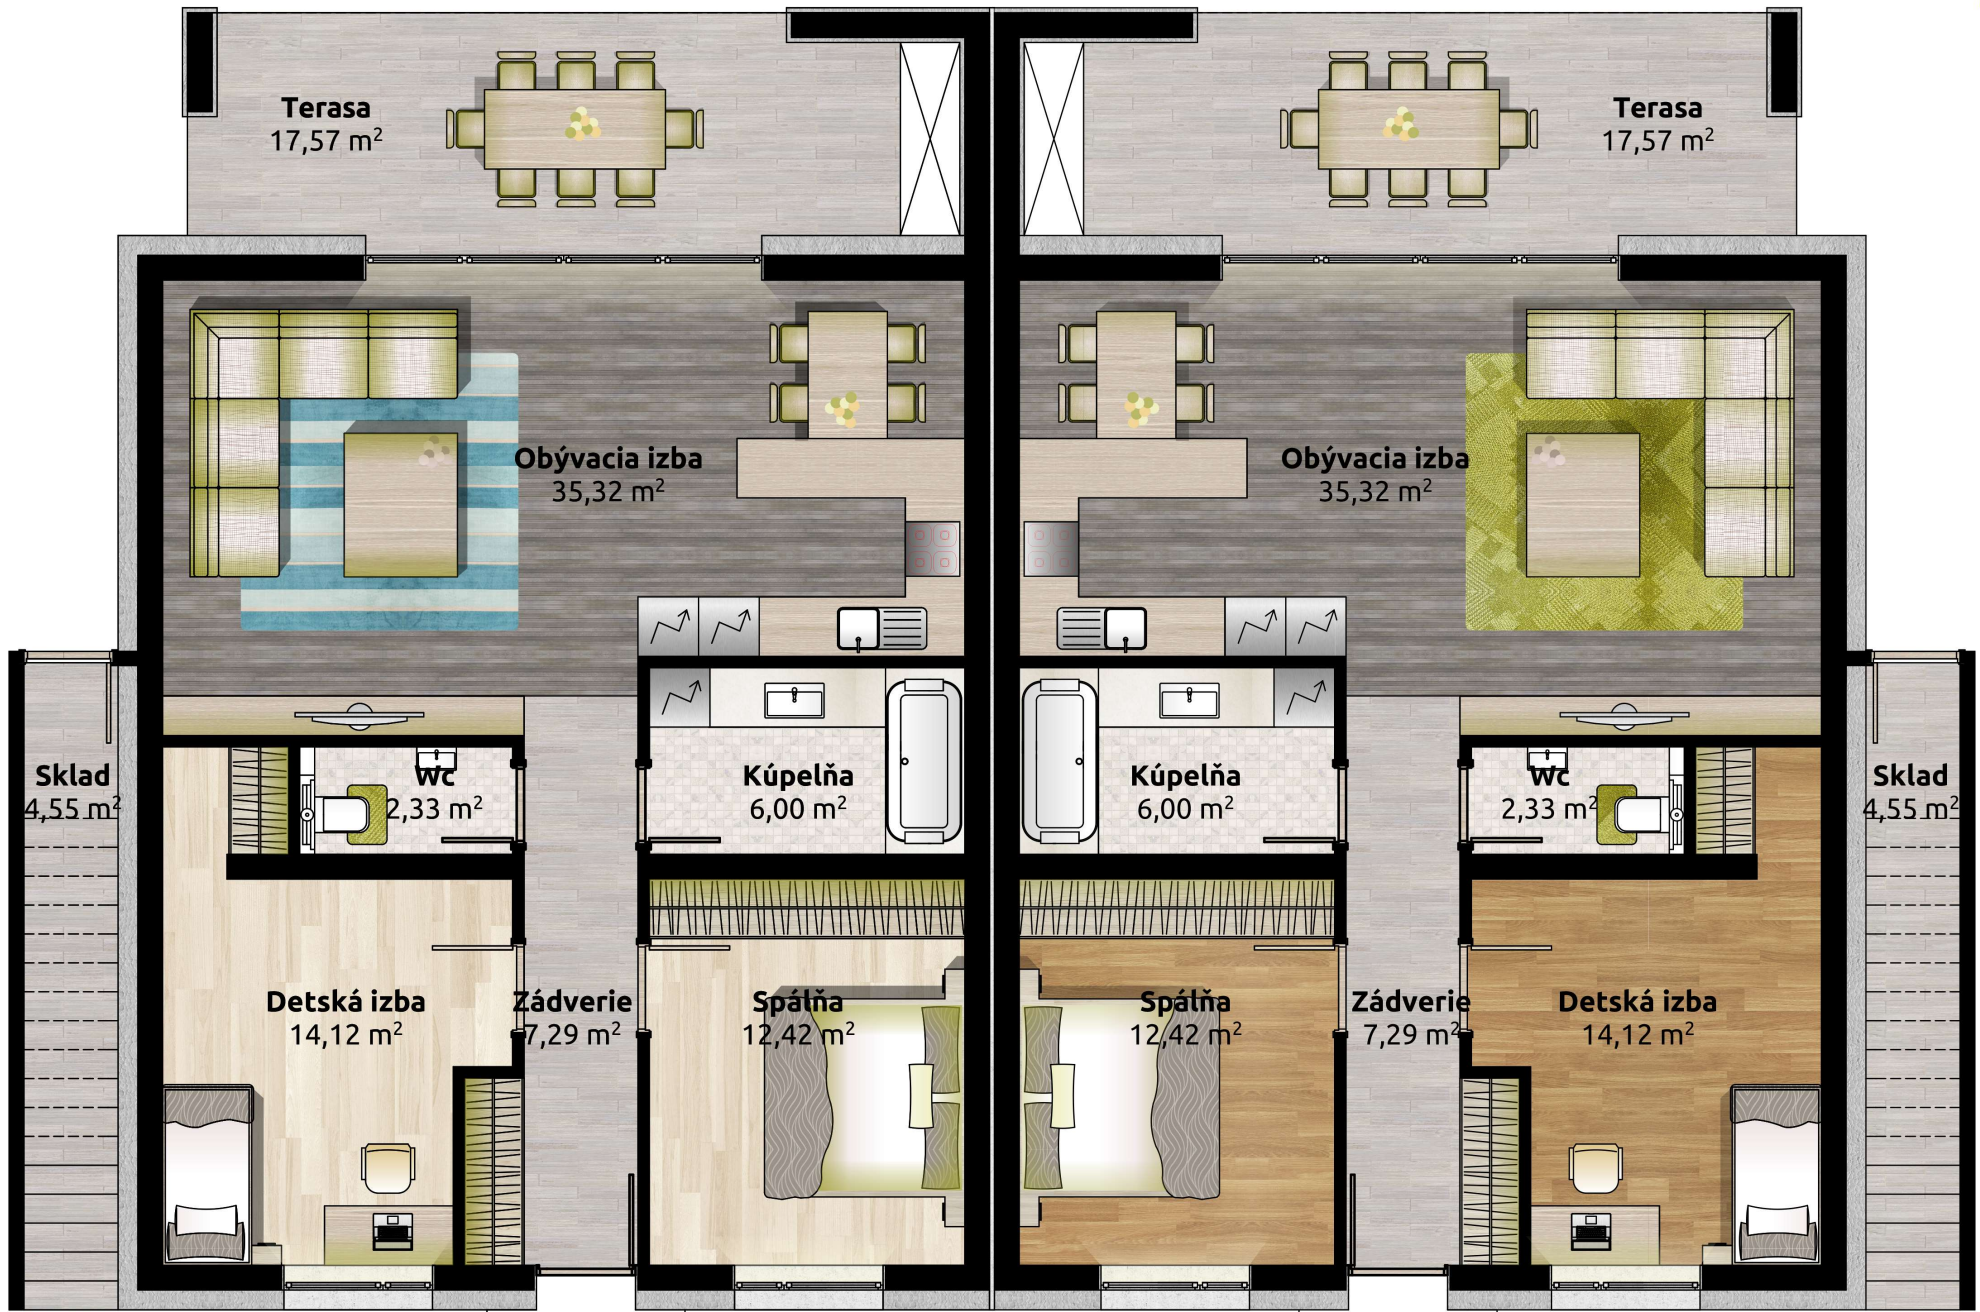 Terasa
17,57 m²
Terasa
17,57 m²
Obývacia izba
35,32 m²
Obývacia izba
35,32 m²
Sklad
4,55 m²
Wc
2,33 m²
Kúpelňa
6,00 m²
Kúpelňa
6,00 m²
Wc
2,33 m²
Sklad
4,55 m²
Detská izba
14,12 m²
Zádverie
7,29 m²
Spálňa
12,42 m²
Spálňa
12,42 m²
Zádverie
7,29 m²
Detská izba
14,12 m²